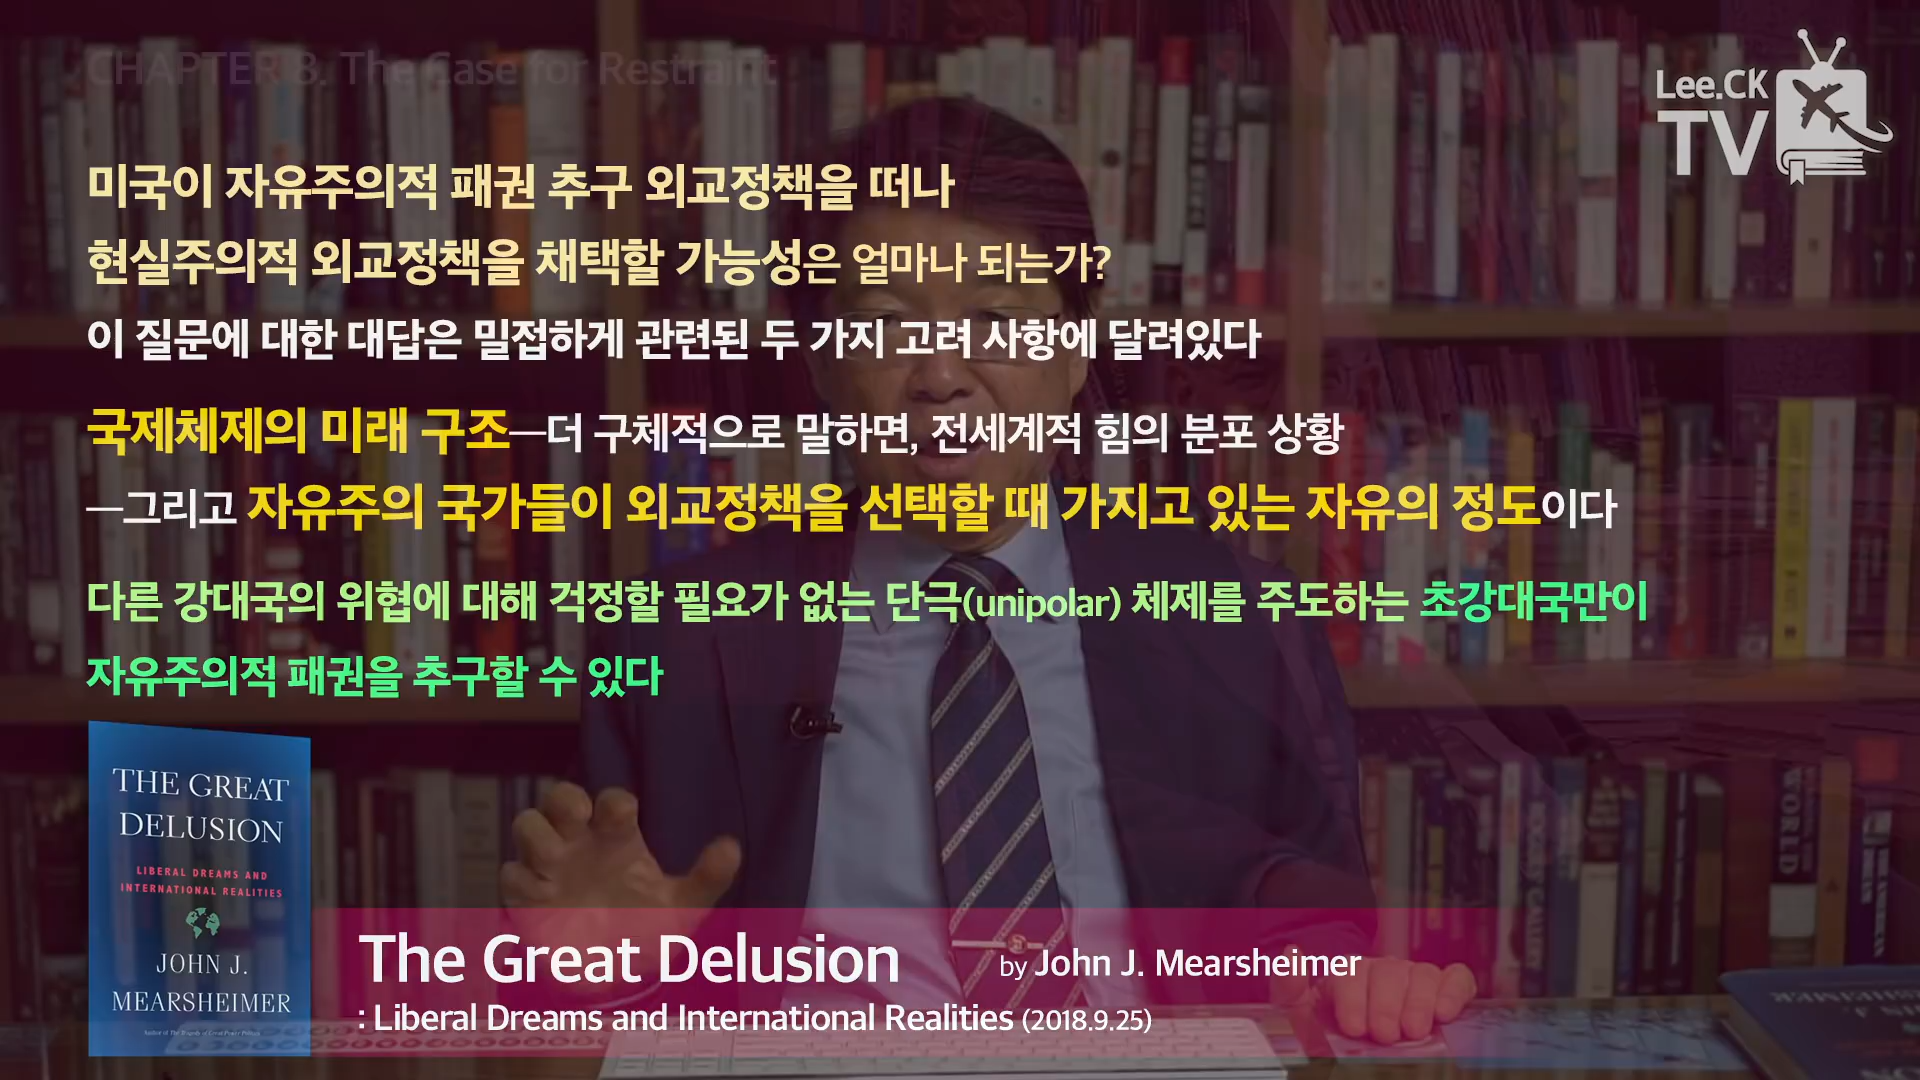 CHAPTER 8. The Case for Restraint
Lee.CK
TV
미국이 자유주의적 패권 추구 외교정책을 떠나
현실주의적 외교정책을 채택할 가능성은 얼마나 되는가?
이 질문에 대한 대답은 밀접하게 관련된 두 가지 고려 사항에 달려있다
국제체제의 미래 구조—더 구체적으로 말하면, 전세계적 힘의 분포 상황
—그리고 자유주의 국가들이 외교정책을 선택할 때 가지고 있는 자유의 정도이다
다른 강대국의 위협에 대해 걱정할 필요가 없는 단극(unipolar) 체제를 주도하는 초강대국만이
자유주의적 패권을 추구할 수 있다
THE GREAT
DELUSION
LIBERAL DREAMS AND
INTERNATIONAL REALITIES
JOHN J.
MEARSHEIMER
Author of The Tragedy of Great Power Politics
The Great Delusion
by John J. Mearsheimer
: Liberal Dreams and International Realities (2018.9.25)
WORLD